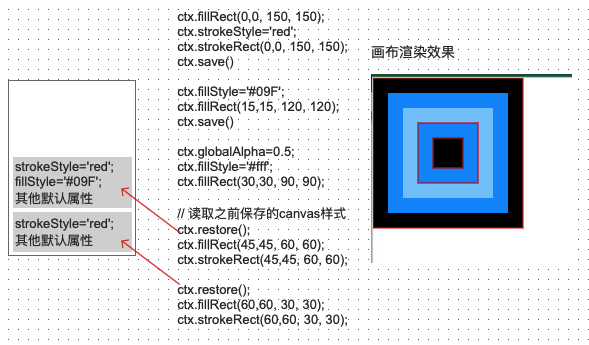 ctx.fillRect(0,0, 150, 150);
ctx.strokeStyle='red';
ctx.strokeRect(0,0, 150, 150);
ctx.save()
ctx.fillStyle='#09F';
ctx.fillRect(15,15, 120, 120);
ctx.save()
ctx.globalAlpha=0.5;
ctx.fillStyle='#fff';
ctx.fillRect(30,30, 90, 90);
// 读取之前保存的canvas样式
ctx.restore();
ctx.fillRect(45,45, 60, 60);
ctx.strokeRect(45,45, 60, 60);
ctx.restore();
ctx.fillRect(60,60, 30, 30);
ctx.strokeRect(60,60, 30, 30);
strokeStyle='red';
fillStyle='#09F';
其他默认属性
strokeStyle='red';
其他默认属性
画布渲染效果